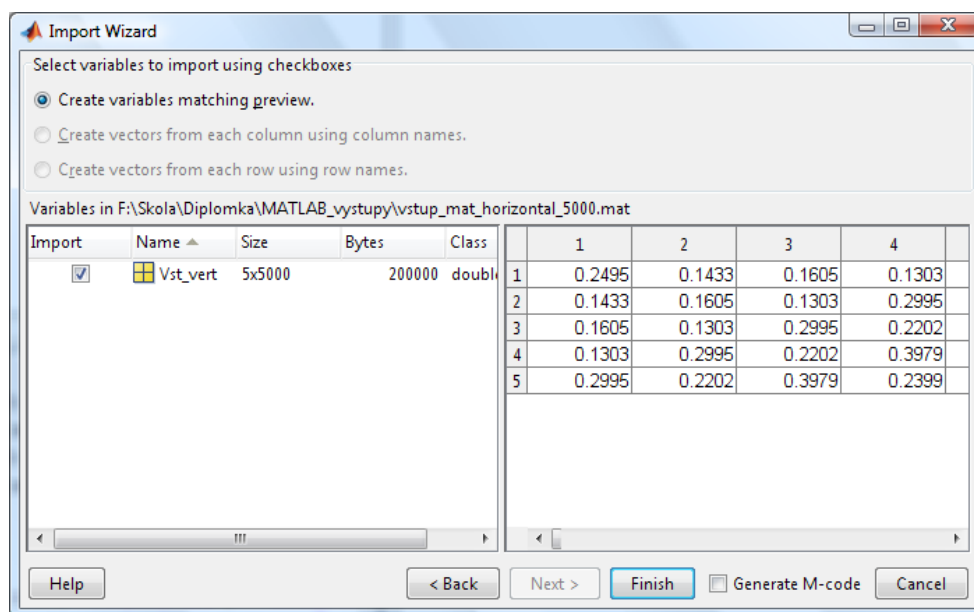 Import Wizard
Select variables to import using checkboxes
Create variables matching preview.
Create vectors from each column using column names.
Create vectors from each row using row names.
Variables in F:\Skola\Diplomka\MATLAB_vystupy\vstup_mat_horizontal_5000.mat
Import Name Size Bytes Class
Vst_vert 5x5000 200000 double
1 2 3 4
1 0.2495 0.1433 0.1605 0.1303
2 0.1433 0.1605 0.1303 0.2995
3 0.1605 0.1303 0.2995 0.2202
4 0.1303 0.2995 0.2202 0.3979
5 0.2995 0.2202 0.3979 0.2399
Help < Back Next > Finish Generate M-code Cancel